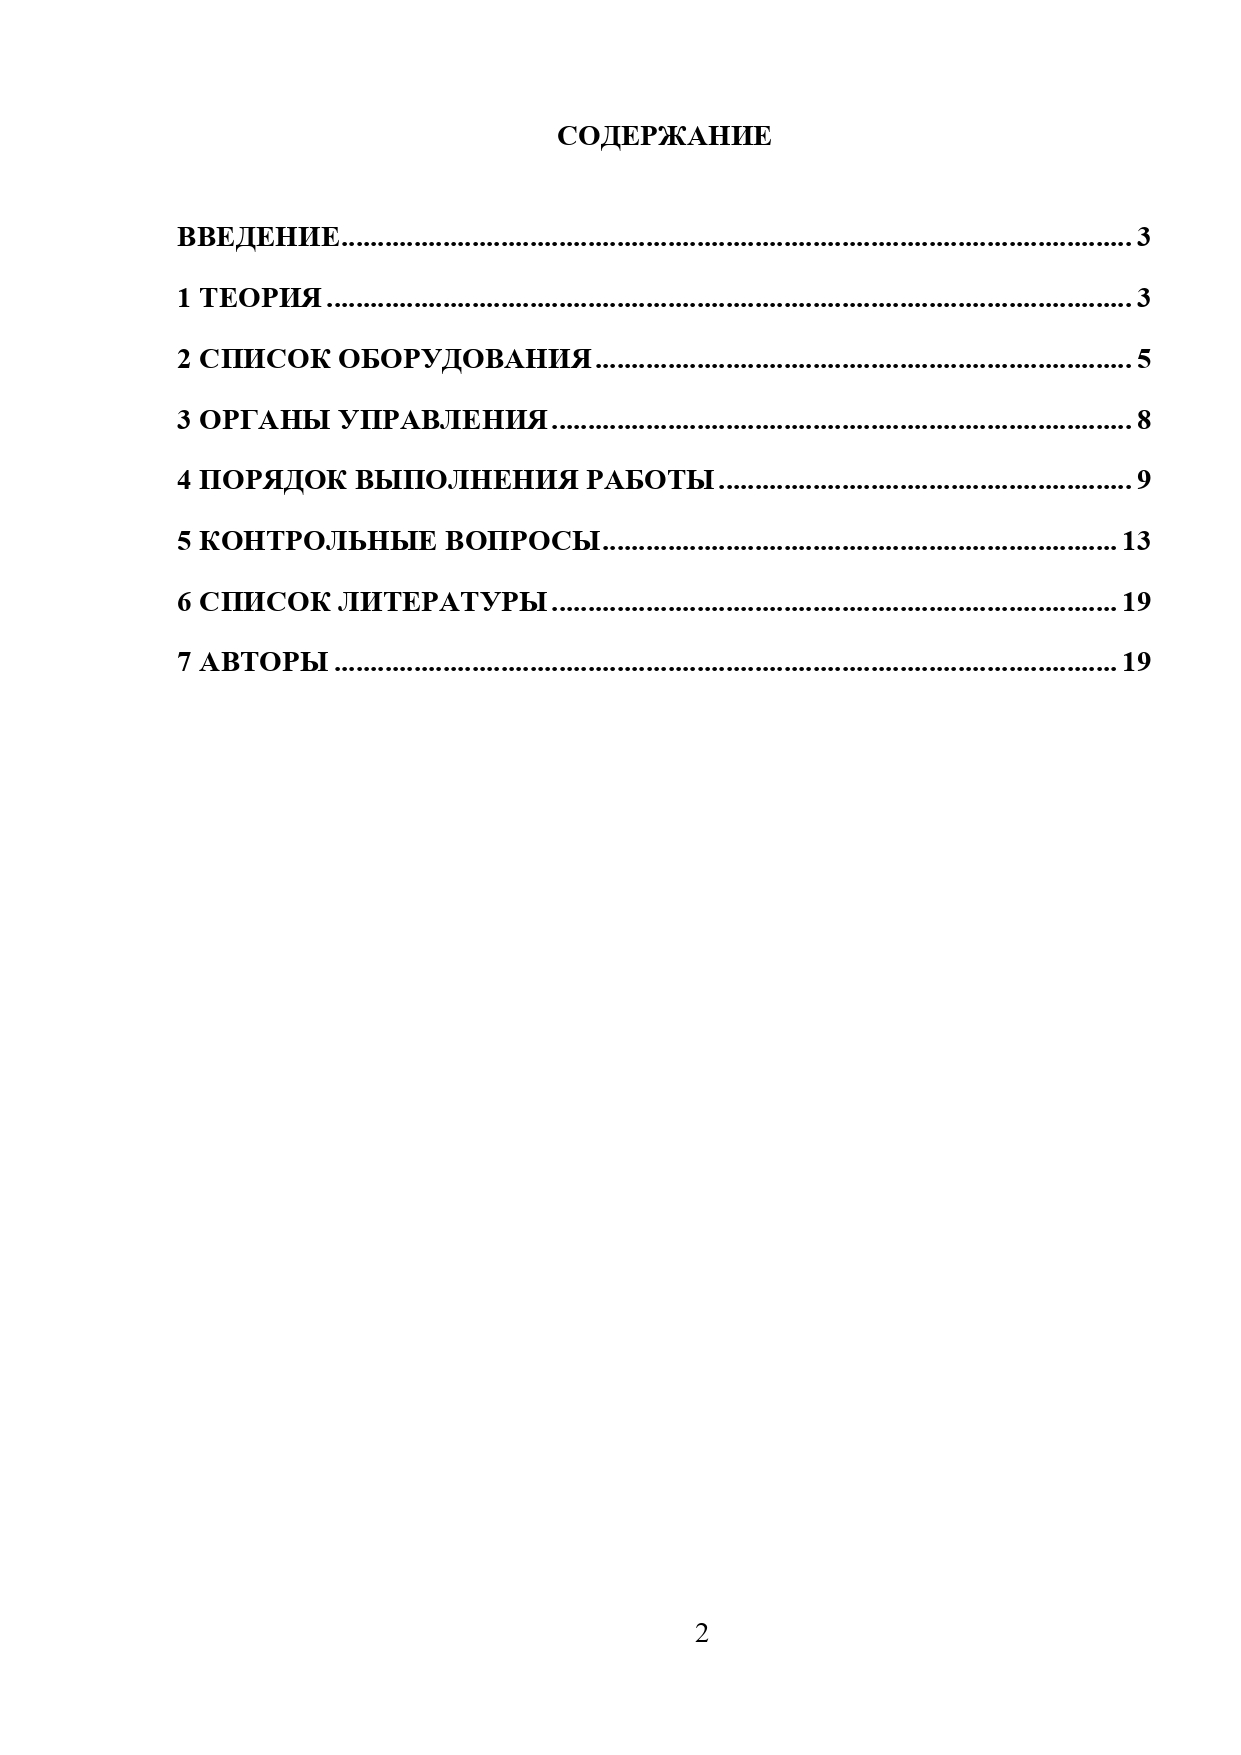 СОДЕРЖАНИЕ
ВВЕДЕНИЕ............................................................................................................. 3
1 ТЕОРИЯ............................................................................................................... 3
2 СПИСОК ОБОРУДОВАНИЯ.......................................................................... 5
3 ОРГАНЫ УПРАВЛЕНИЯ................................................................................ 8
4 ПОРЯДОК ВЫПОЛНЕНИЯ РАБОТЫ......................................................... 9
5 КОНТРОЛЬНЫЕ ВОПРОСЫ....................................................................... 13
6 СПИСОК ЛИТЕРАТУРЫ.............................................................................. 19
7 АВТОРЫ............................................................................................................ 19
2